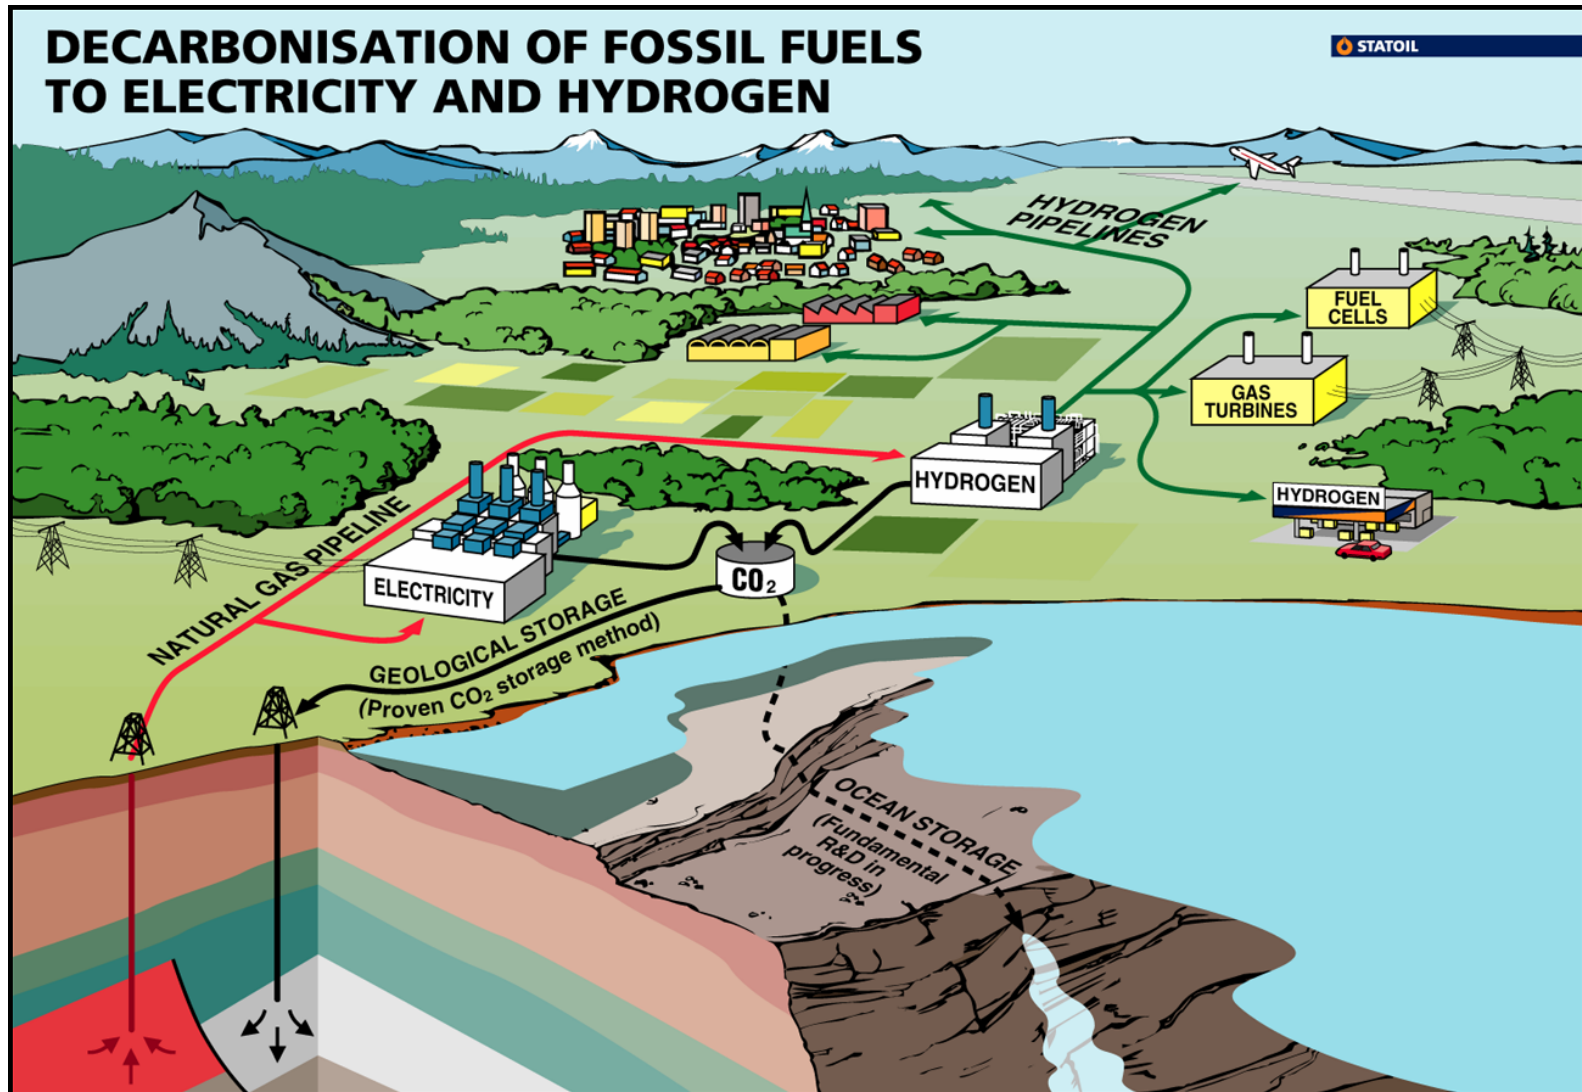 DECARBONISATION OF FOSSIL FUELS
TO ELECTRICITY AND HYDROGEN
STATOIL
HYDROGEN
PIPELINES
FUEL
CELLS
GAS
TURBINES
HYDROGEN
HYDROGEN
NATURAL GAS PIPELINE
ELECTRICITY
CO₂
GEOLOGICAL STORAGE
(Proven CO₂ storage method)
OCEAN STORAGE
(Fundamental
R&D in
progress)